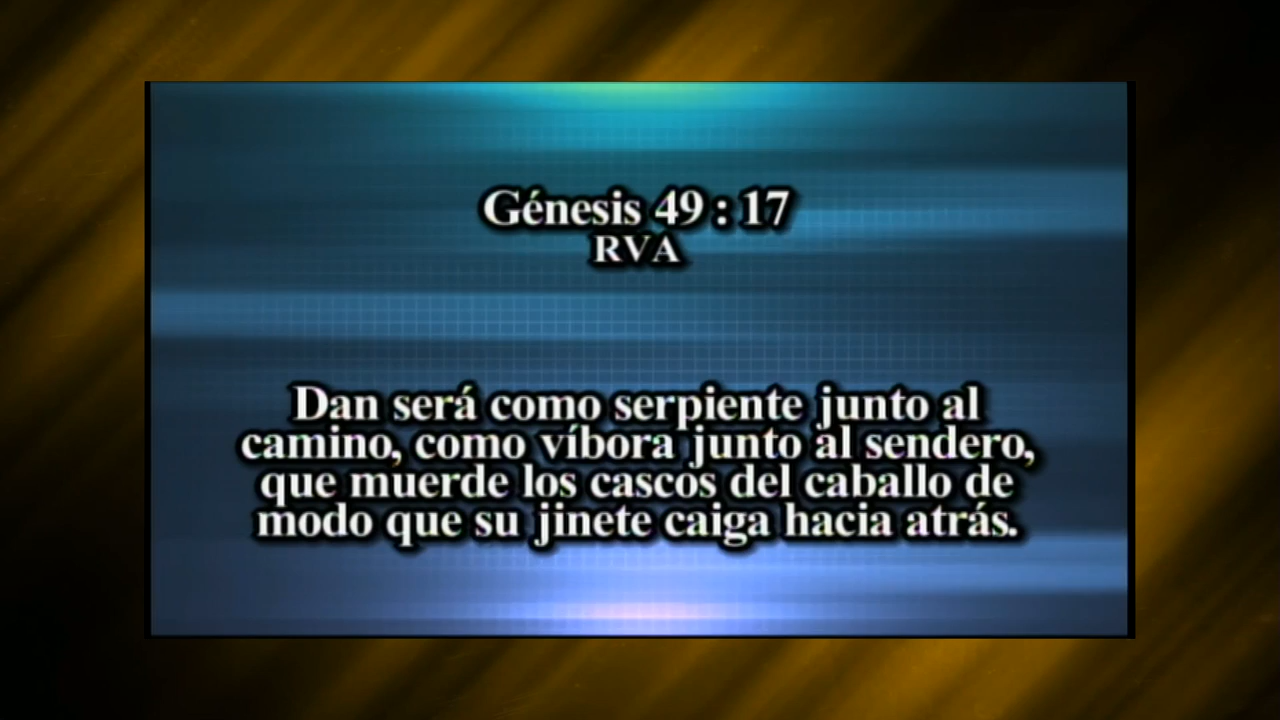 Génesis 49 : 17
RVA
Dan será como serpiente junto al
camino, como víbora junto al sendero,
que muerde los cascos del caballo de
modo que su jinete caiga hacia atrás.